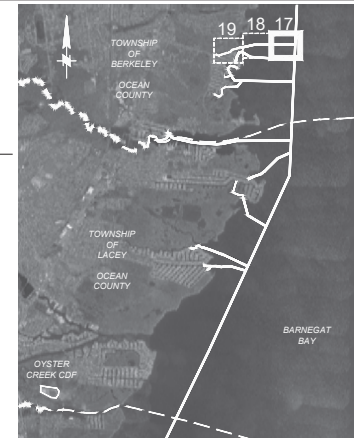 19 18 17
TOWNSHIP
OF
BERKELEY
OCEAN
COUNTY
TOWNSHIP
OF
LACEY
OCEAN
COUNTY
BARNEGAT
BAY
OYSTER
CREEK CDF